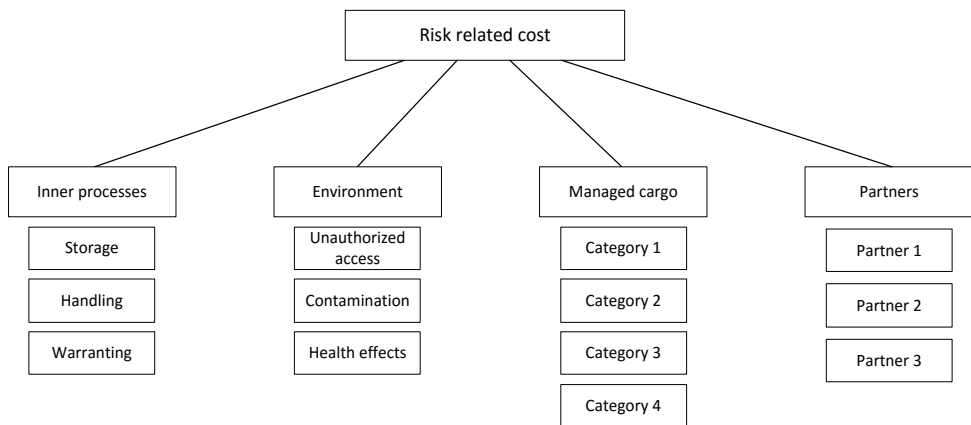 Risk related cost
Inner processes
Environment
Managed cargo
Partners
Storage
Unauthorized
access
Category 1
Partner 1
Handling
Contamination
Category 2
Partner 2
Warranting
Health effects
Category 3
Partner 3
Category 4